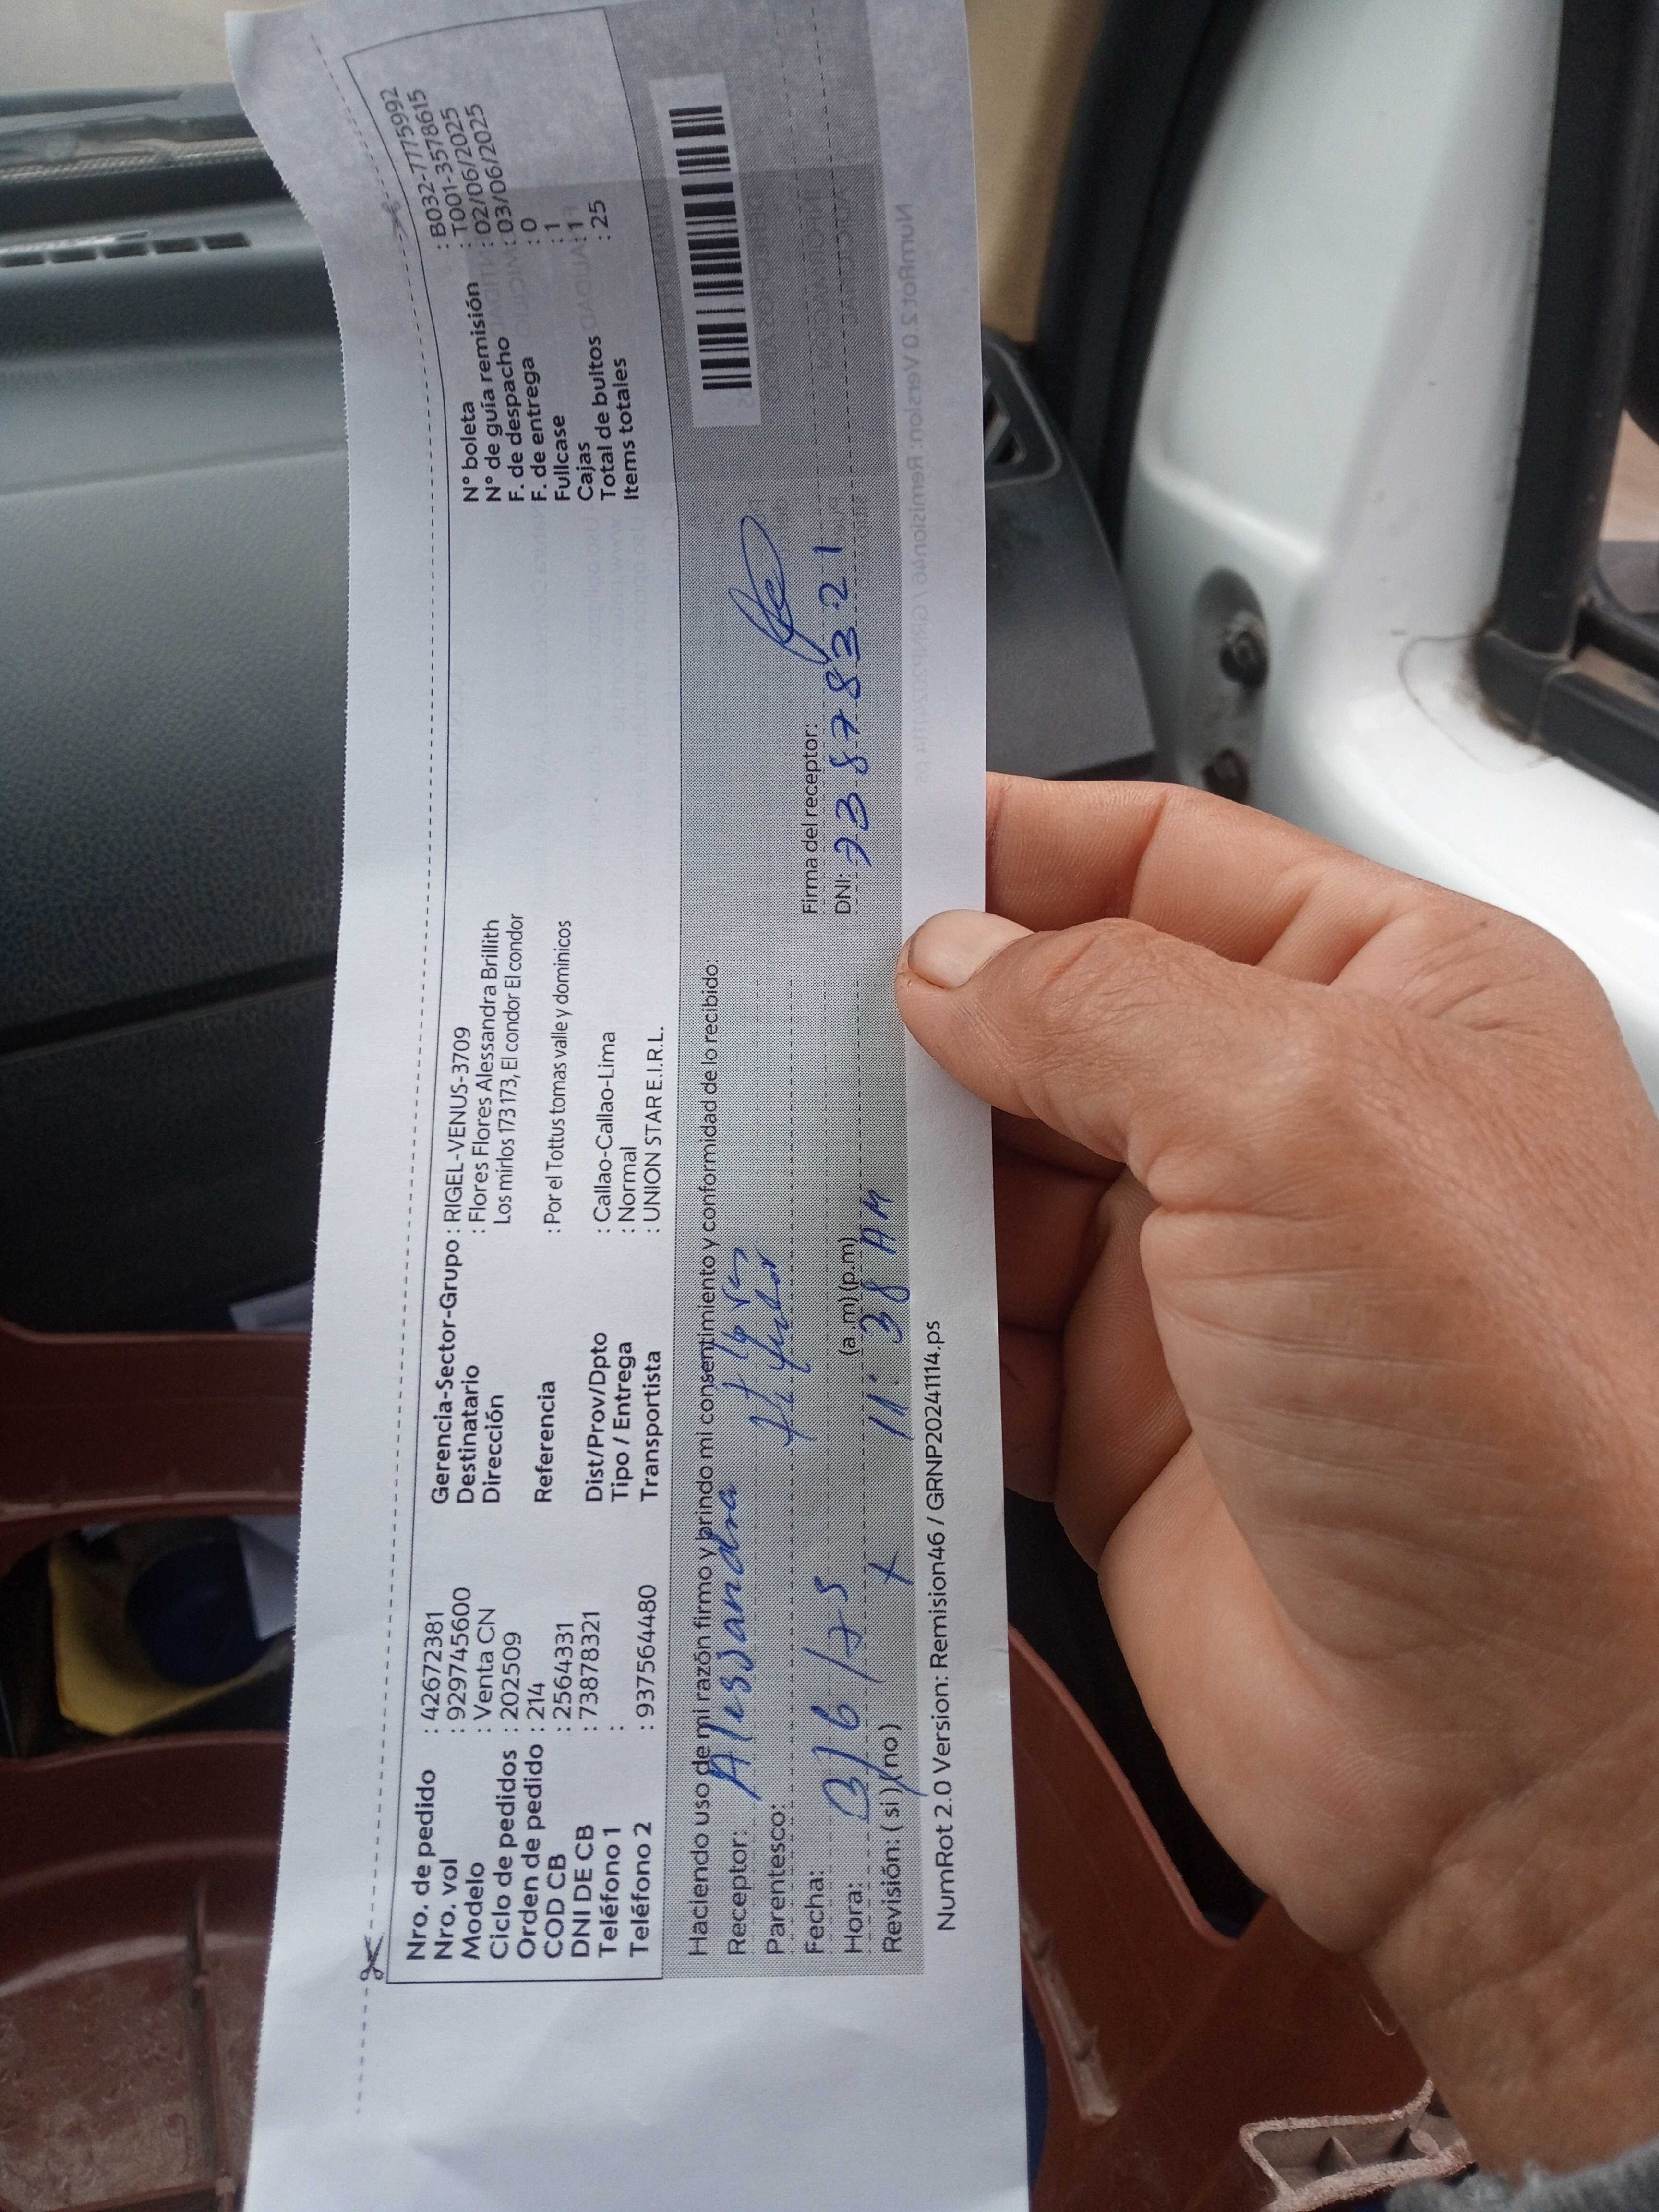 Nro. de pedido : 42672381
Nro. vol : 929745600
Modelo : Venta CN
Ciclo de pedidos : 202509
Orden de pedido : 214
COD CB : 2564331
DNI DE CB : 73878321
Teléfono 1 :
Teléfono 2 : 937564480
Gerencia-Sector-Grupo : RIGEL-VENUS-3709
Destinatario : Flores Flores Alessandra Brillith
Dirección Los mirlos 173 173, El condor El condor
Referencia : Por el Tottus tomas valle y dominicos
Dist/Prov/Dpto : Callao-Callao-Lima
Tipo / Entrega : Normal
Transportista : UNION STAR E.I.R.L.
N° boleta : B032-7775992
N° de guía remisión : T001-3578615
F. de despacho : 02/06/2025
F. de entrega : 03/06/2025
Fullcase : 0
Cajas : 1
Total de bultos : 1
Items totales : 25
Haciendo uso de mi razón firmo y brindo mi consentimiento y conformidad de lo recibido:
Receptor: Alessandra
Parentesco:
Fecha: 3/6/25
Hora: (a .m) (p.m) 11:38 AM
Revisión: ( si ) (no) X
Firma del receptor:
DNI: 73878321
NumRot 2.0 Version: Remision46 / GRNP20241114.ps